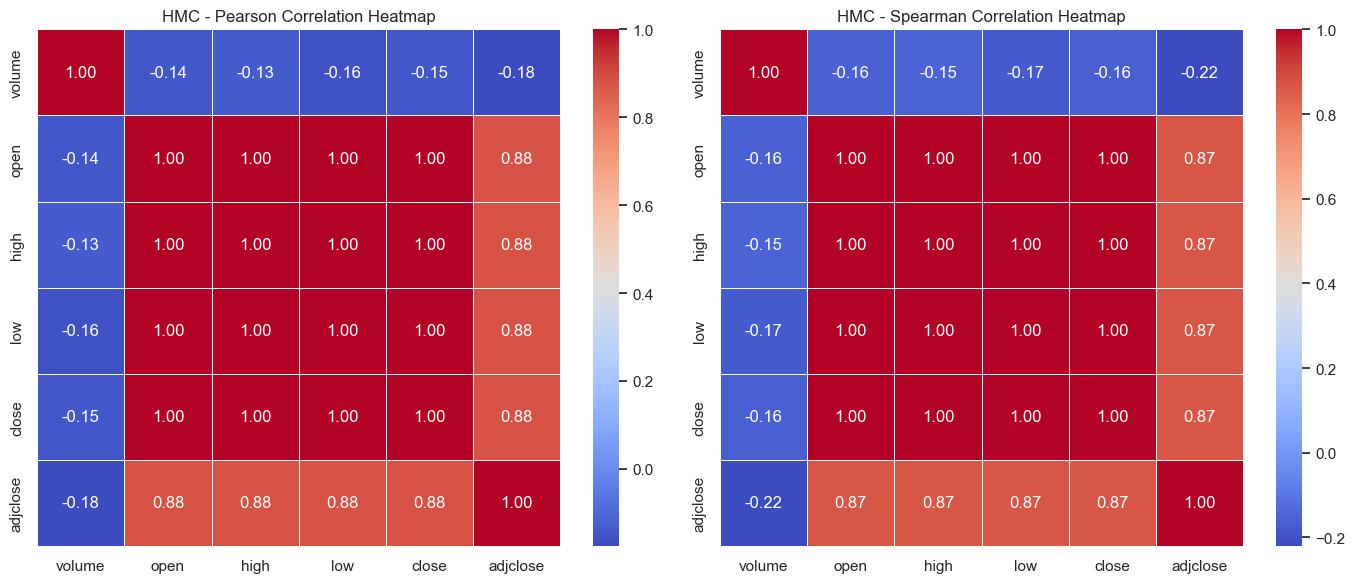 HMC - Pearson Correlation Heatmap
volume 1.00 -0.14 -0.13 -0.16 -0.15 -0.18
open -0.14 1.00 1.00 1.00 1.00 0.88
high -0.13 1.00 1.00 1.00 1.00 0.88
low -0.16 1.00 1.00 1.00 1.00 0.88
close -0.15 1.00 1.00 1.00 1.00 0.88
adjclose -0.18 0.88 0.88 0.88 0.88 1.00
volume open high low close adjclose
1.0
0.8
0.6
0.4
0.2
0.0
HMC - Spearman Correlation Heatmap
volume 1.00 -0.16 -0.15 -0.17 -0.16 -0.22
open -0.16 1.00 1.00 1.00 1.00 0.87
high -0.15 1.00 1.00 1.00 1.00 0.87
low -0.17 1.00 1.00 1.00 1.00 0.87
close -0.16 1.00 1.00 1.00 1.00 0.87
adjclose -0.22 0.87 0.87 0.87 0.87 1.00
volume open high low close adjclose
1.0
0.8
0.6
0.4
0.2
0.0
−0.2